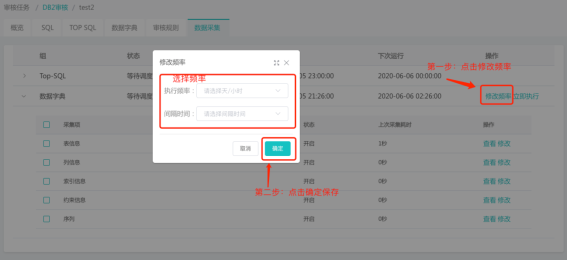 审核任务 / DB2审核 / test2
概览 SQL TOP SQL 数据字典 审核规则 数据采集
组 状态 下次运行 操作
第一步：点击修改频率
Top-SQL 等待调度 05 23:00:00 2020-06-06 00:00:00
数据字典 等待调度 05 21:26:00 2020-06-06 02:26:00 修改频率 立即执行
修改频率
选择频率
执行频率： 请选择天/小时
间隔时间： 请选择间隔时间
取消 确定
第二步：点击确定保存
采集组 状态 上次采集耗时 操作
表信息 开启 1秒 查看 修改
列信息 开启 0秒 查看 修改
索引信息 开启 0秒 查看 修改
约束信息 开启 0秒 查看 修改
序列 开启 0秒 查看 修改